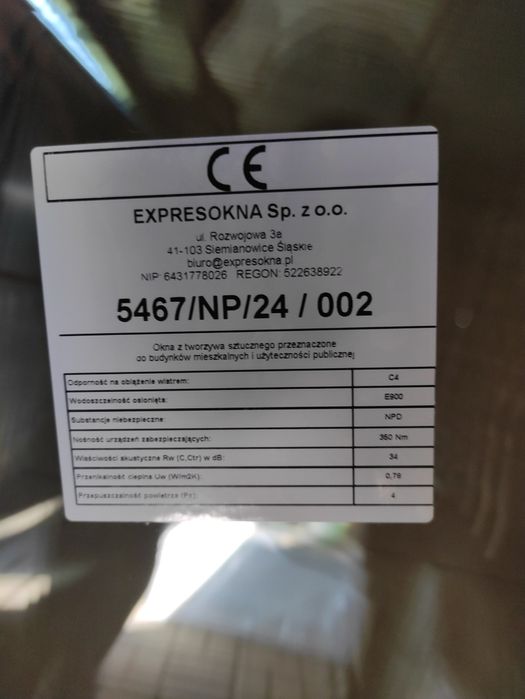 CE
EXPRESOKNA Sp. z o.o.
ul. Rozwojowa 3a
41-103 Siemianowice Śląskie
biuro@expresokna.pl
NIP: 6431778026 REGON: 522638922
5467/NP/24 / 002
Okna z tworzywa sztucznego przeznaczone
do budynków mieszkalnych i użyteczności publicznej
Odporność na obiążenie wiatrem: C4
Wodoszczelność osłonięta: E900
Substancje niebezpieczne: NPD
Nośność urządzeń zabezpieczających: 350 Nm
Właściwości akustyczne Rw (C,Ctr) w dB: 34
Przenikalność cieplna Uw (W/m2K): 0,78
Przepuszczalność powietrza (Pz): 4